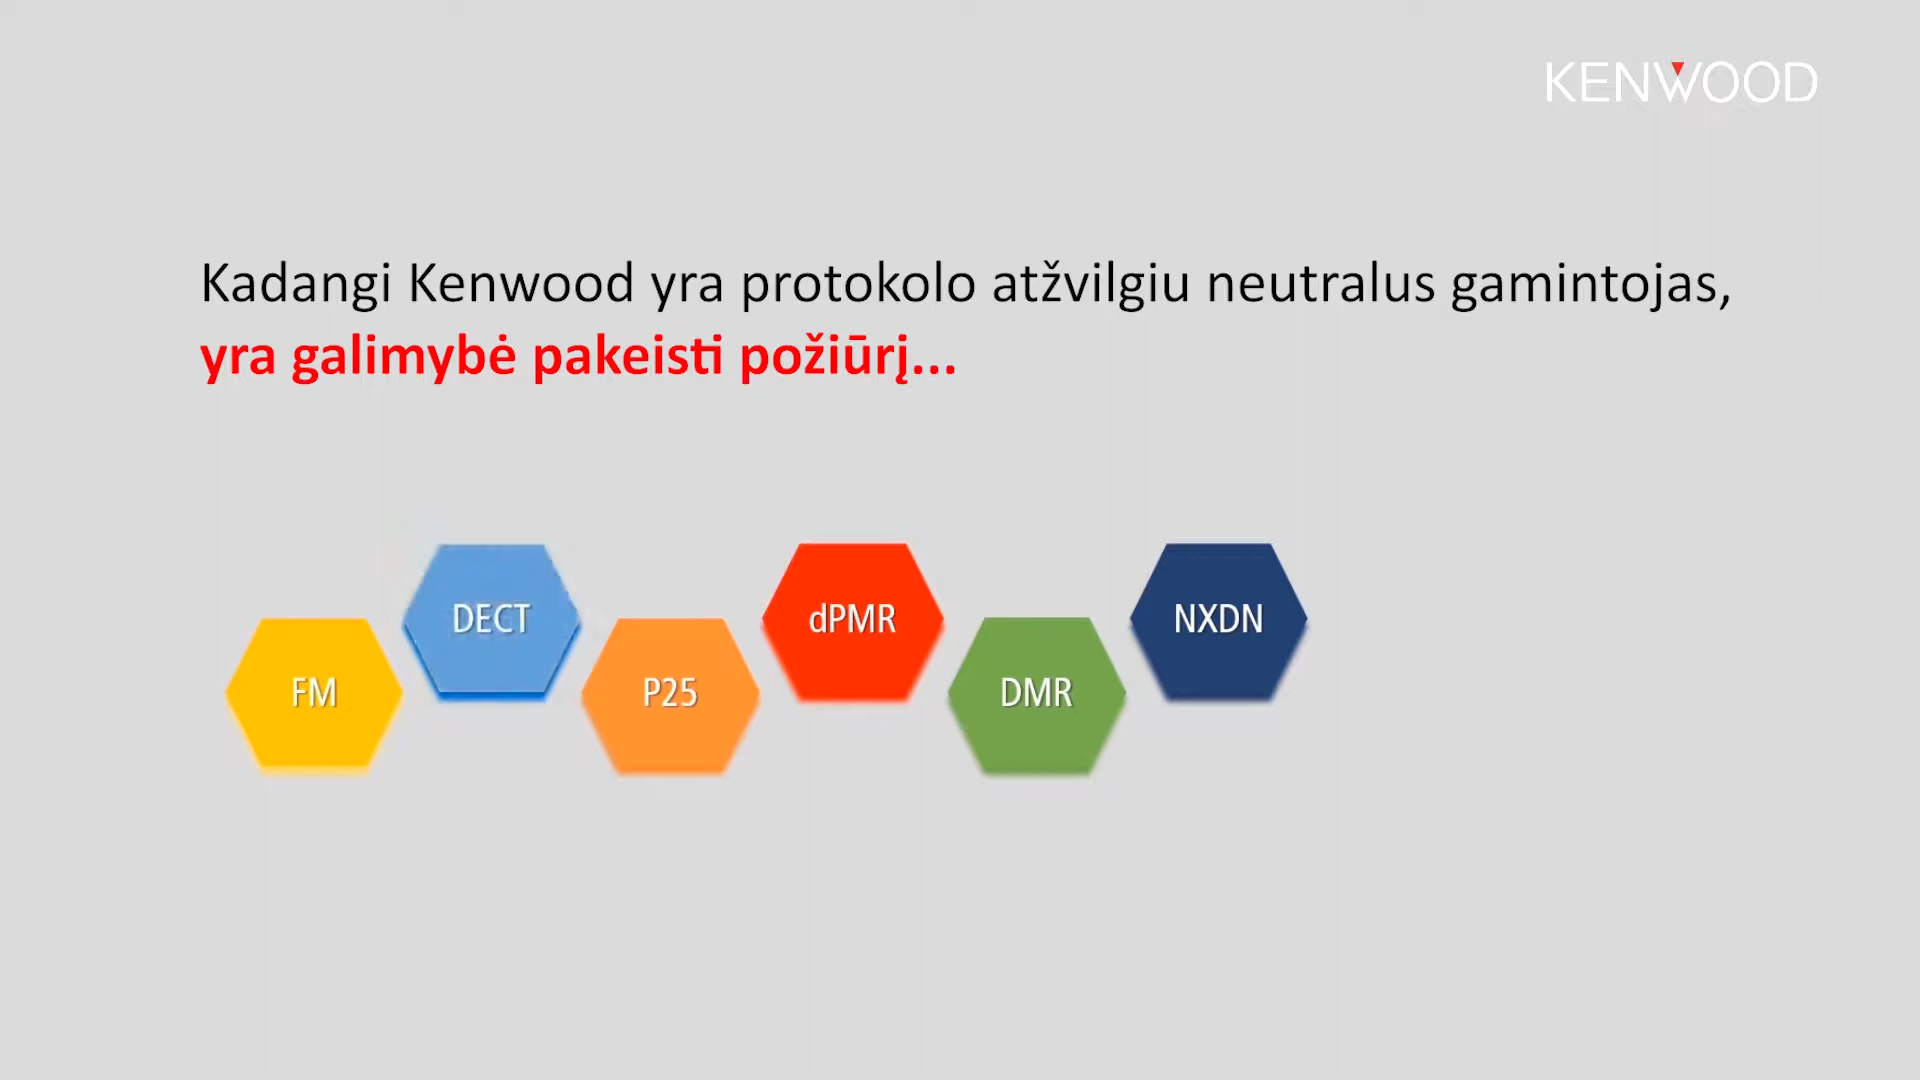 KENWOOD
Kadangi Kenwood yra protokolo atžvilgiu neutralus gamintojas,
yra galimybė pakeisti požiūrį...
FM
DECT
P25
dPMR
DMR
NXDN